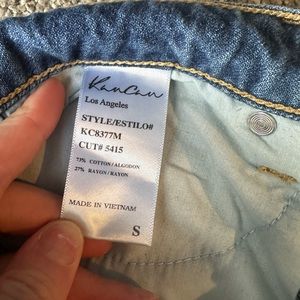 KanCan
Los Angeles
STYLE/ESTILO#
KC8377M
CUT# 5415
73% COTTON/ALGODON
27% RAYON/RAYON
MADE IN VIETNAM
S